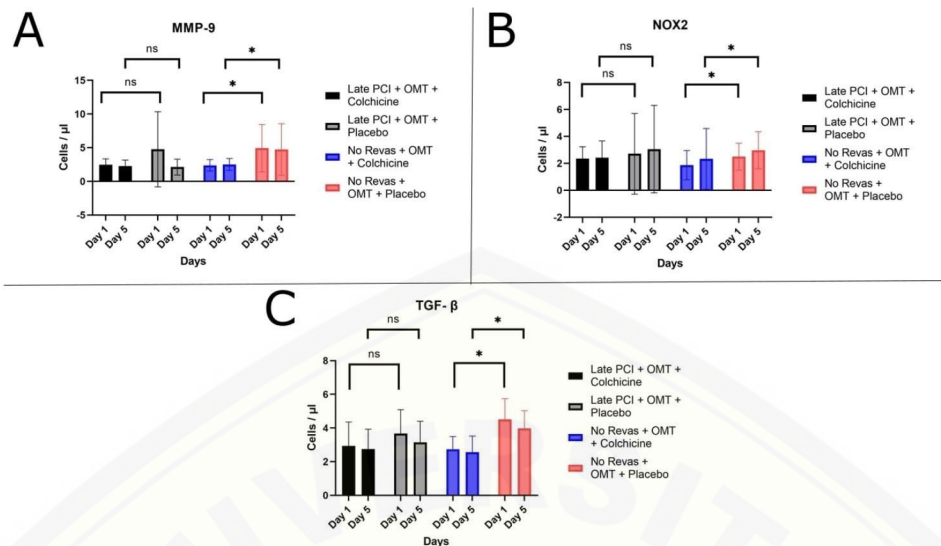 A
MMP-9
ns
*
ns
*
15
10
5
0
-5
Cells / µl
Day 1
Day 5
Day 1
Day 5
Day 1
Day 5
Day 1
Day 5
Days
Late PCI + OMT +
Colchicine
Late PCI + OMT +
Placebo
No Revas + OMT
+ Colchicine
No Revas +
OMT + Placebo
B
NOX2
ns
*
ns
*
8
6
4
2
0
-2
Cells / µl
Day 1
Day 5
Day 1
Day 5
Day 1
Day 5
Day 1
Day 5
Days
Late PCI + OMT +
Colchicine
Late PCI + OMT +
Placebo
No Revas + OMT
+ Colchicine
No Revas +
OMT + Placebo
C
TGF- β
ns
*
ns
*
8
6
4
2
0
Cells / µl
Day 1
Day 5
Day 1
Day 5
Day 1
Day 5
Day 1
Day 5
Days
Late PCI + OMT +
Colchicine
Late PCI + OMT +
Placebo
No Revas + OMT
+ Colchicine
No Revas +
OMT + Placebo